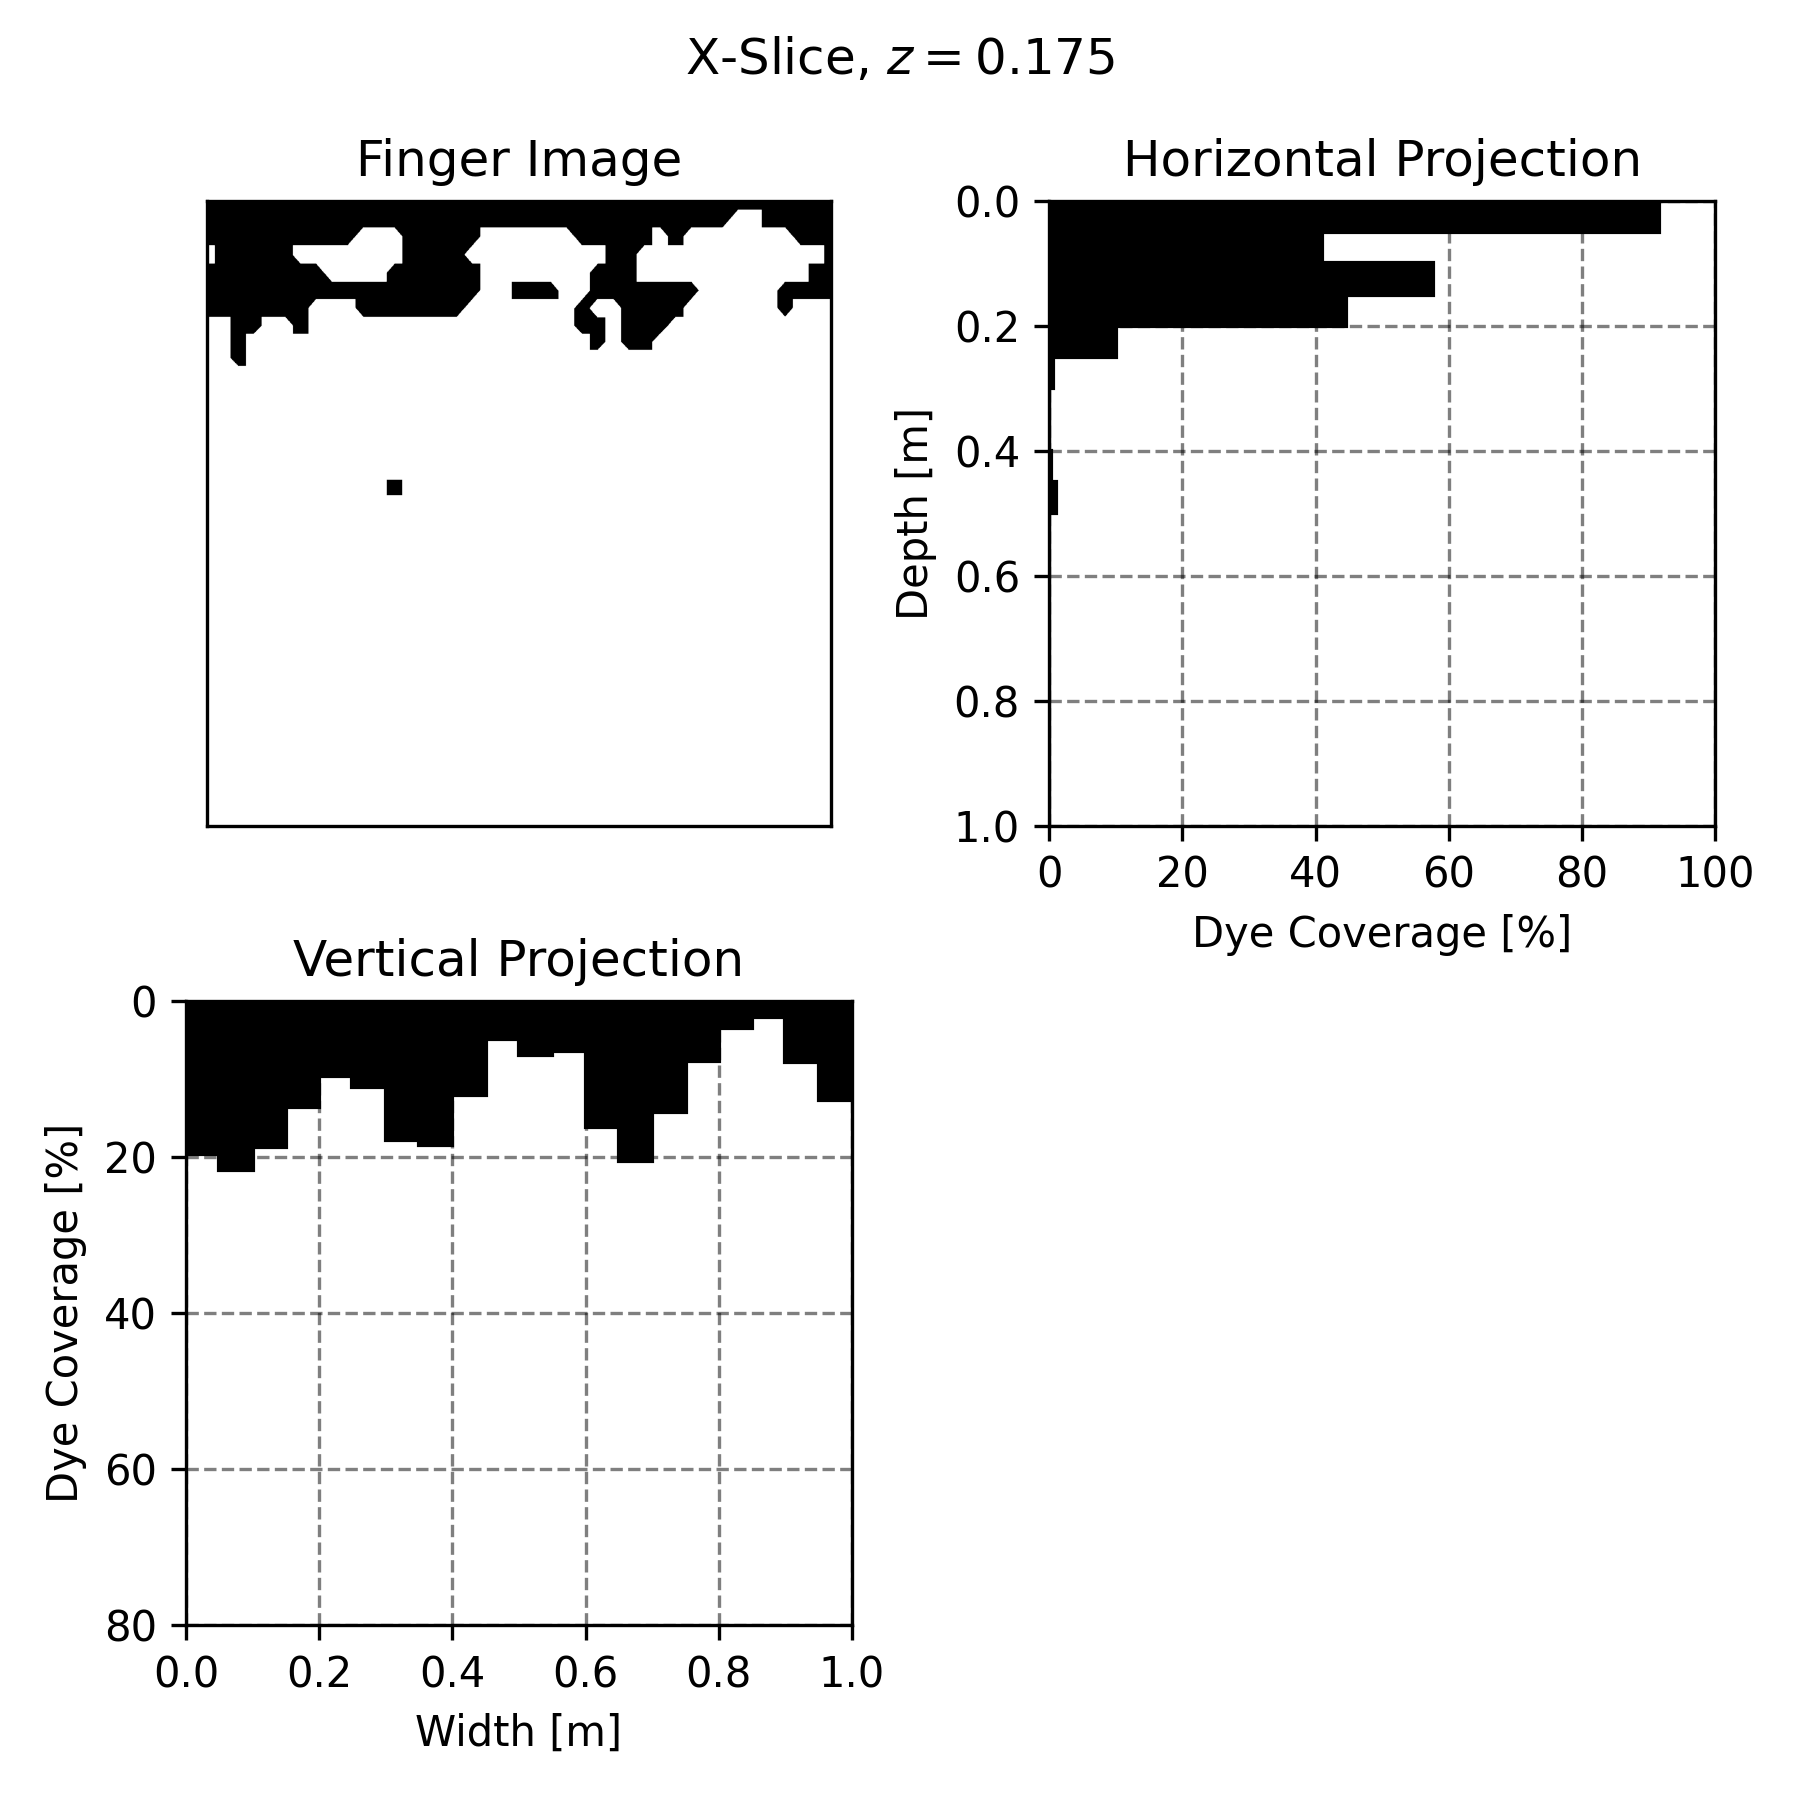 X-Slice, z = 0.175
Finger Image
Horizontal Projection
0.0
0.2
0.4
0.6
0.8
1.0
Depth [m]
0 20 40 60 80 100
Dye Coverage [%]
Vertical Projection
0
20
40
60
80
Dye Coverage [%]
0.0 0.2 0.4 0.6 0.8 1.0
Width [m]